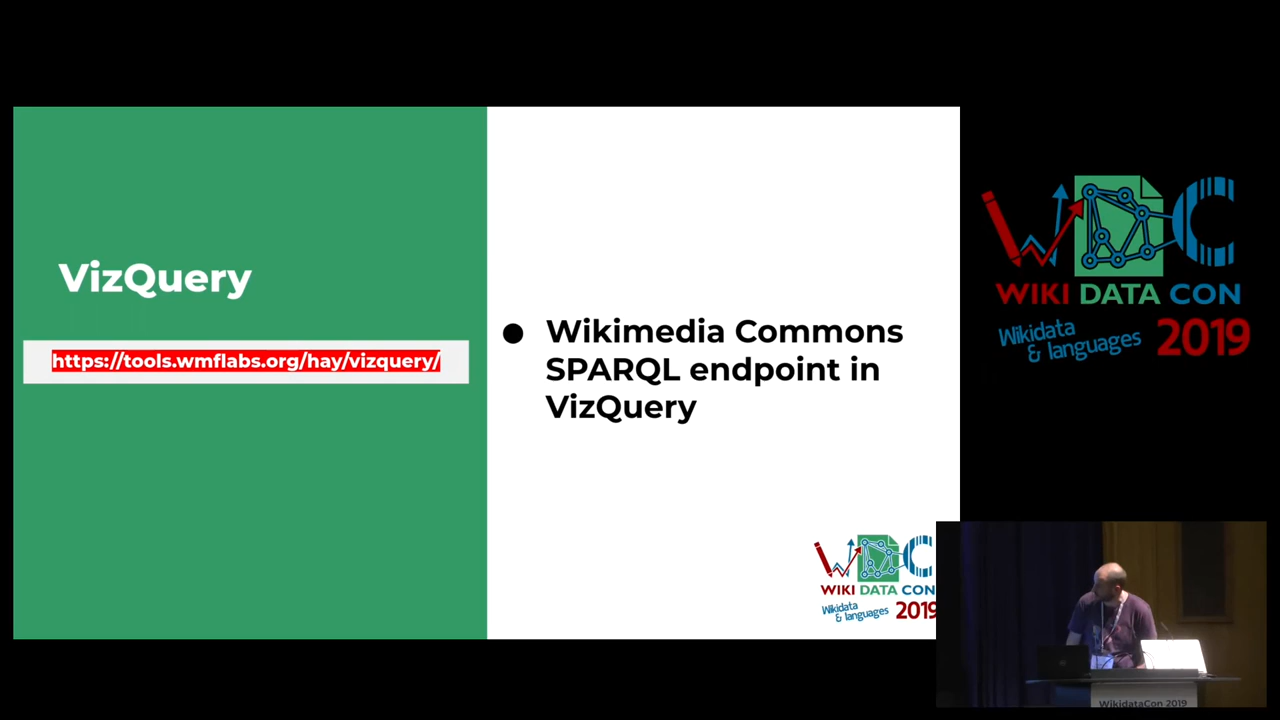 VizQuery
https://tools.wmflabs.org/hay/vizquery/
● Wikimedia Commons
SPARQL endpoint in
VizQuery
WIKI DATA CON
Wikidata
& languages 2019
WDC
WIKI DATA CON
Wikidata
& languages 2019
WikidataCon 2019